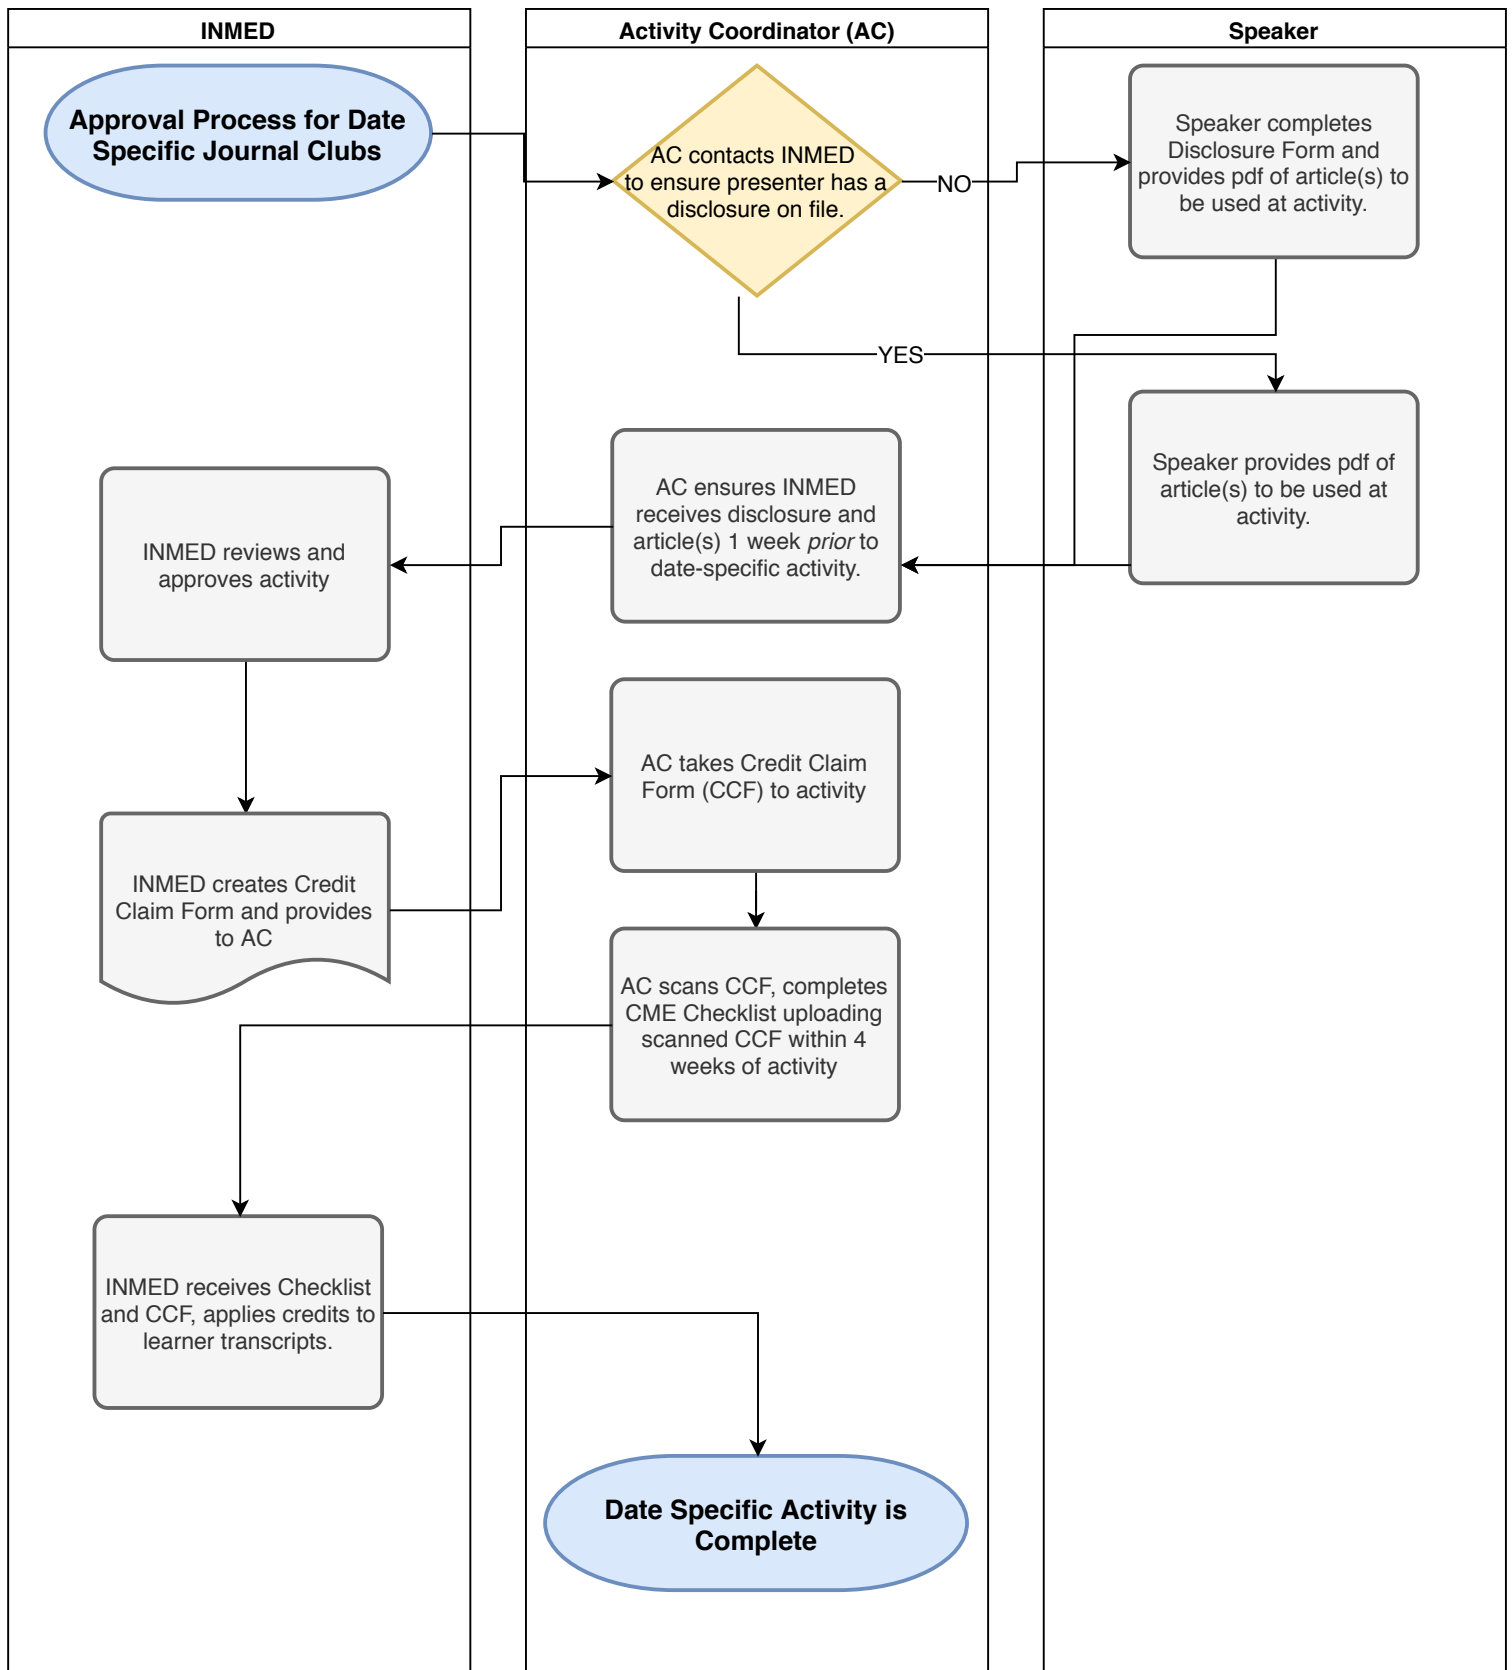 INMED
Activity Coordinator (AC)
Speaker
Approval Process for Date
Specific Journal Clubs
AC contacts INMED
to ensure presenter has a
disclosure on file.
NO
Speaker completes
Disclosure Form and
provides pdf of article(s) to
be used at activity.
YES
Speaker provides pdf of
article(s) to be used at
activity.
AC ensures INMED
receives disclosure and
article(s) 1 week prior to
date-specific activity.
INMED reviews and
approves activity
INMED creates Credit
Claim Form and provides
to AC
AC takes Credit Claim
Form (CCF) to activity
AC scans CCF, completes
CME Checklist uploading
scanned CCF within 4
weeks of activity
INMED receives Checklist
and CCF, applies credits to
learner transcripts.
Date Specific Activity is
Complete